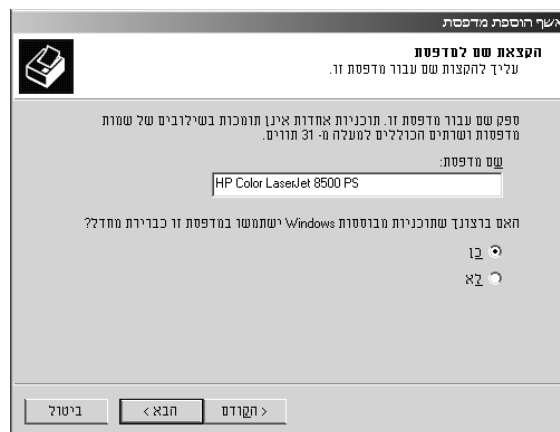 אשף הוספת מדפסת
הקצאת שם למדפסת
עליך להקצות שם עבור מדפסת זו.
ספק שם עבור מדפסת זו. תוכניות אחדות אינן תומכות בשילובים של שמות
מדפסות ושרתים הכוללים למעלה מ- 31 תווים.
שם מדפסת:
HP Color LaserJet 8500 PS
האם ברצונך שתוכניות מבוססות Windows ישתמשו במדפסת זו כברירת מחדל?
כן
לא
< הקודם
הבא >
ביטול